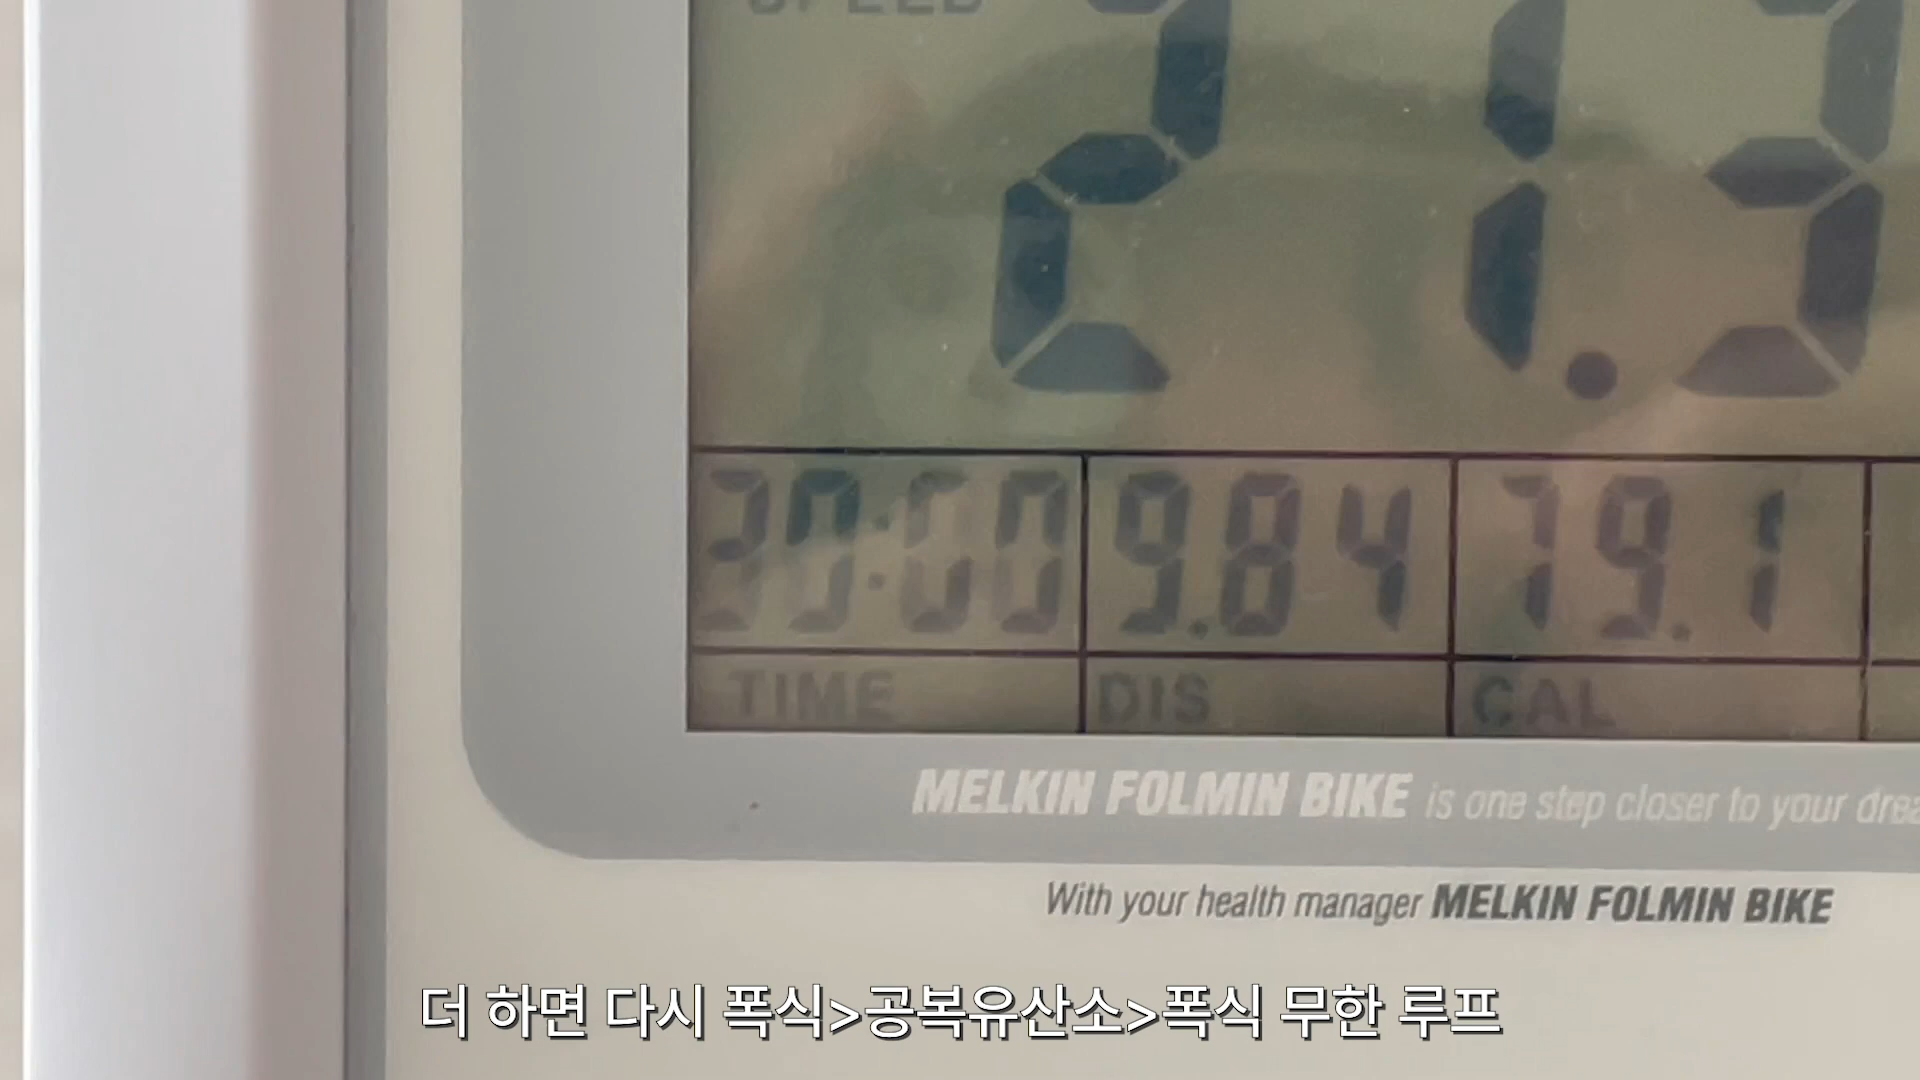 SPEED
21.3
20:00 9.84 79.1
TIME DIS CAL
MELKIN FOLMIN BIKE is one step closer to your
With your health manager MELKIN FOLMIN BIKE
더 하면 다시 폭식>공복유산소>폭식 무한 루프